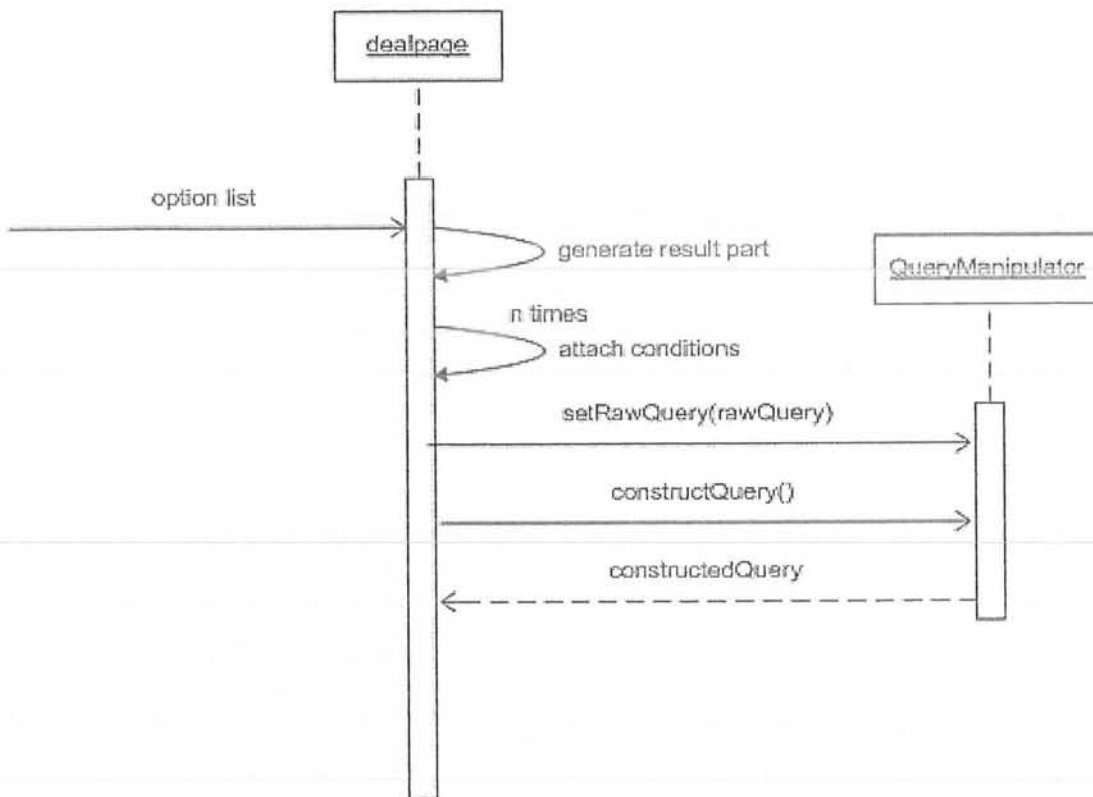 dealpage
option list
generate result part
QueryManipulator
n times
attach conditions
setRawQuery(rawQuery)
constructQuery()
constructedQuery